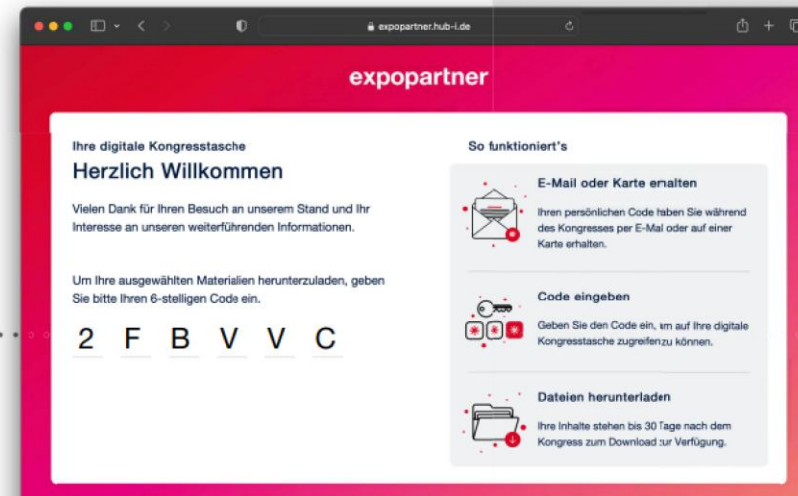 expopartner.hub-i.de
expopartner
Ihre digitale Kongresstasche
Herzlich Willkommen
Vielen Dank für Ihren Besuch an unserem Stand und Ihr
Interesse an unseren weiterführenden Informationen.
Um Ihre ausgewählten Materialien herunterzuladen, geben
Sie bitte Ihren 6-stelligen Code ein.
2 F B V V C
So funktioniert's
E-Mail oder Karte erhalten
Ihren persönlichen Code haben Sie während
des Kongresses per E-Mal oder auf einer
Karte erhalten.
Code eingeben
Geben Sie den Code ein, um auf Ihre digitale
Kongresstasche zugreifen zu können.
Dateien herunterladen
Ihre Inhalte stehen bis 30 Tage nach dem
Kongress zum Download zur Verfügung.